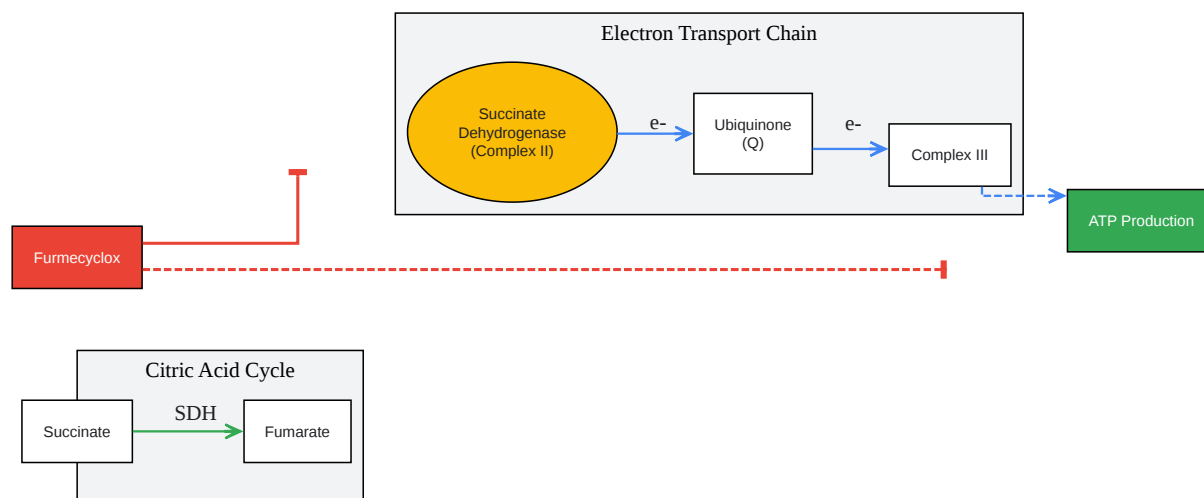 Electron Transport Chain
Succinate
Dehydrogenase
(Complex II)
e-
Ubiquinone
(Q)
e-
Complex III
ATP Production
Furmecyclox
Citric Acid Cycle
Succinate
SDH
Fumarate